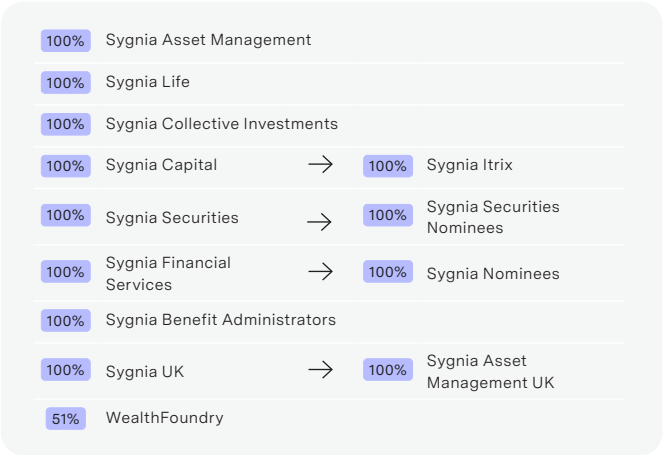 100% Sygnia Asset Management
100% Sygnia Life
100% Sygnia Collective Investments
100% Sygnia Capital → 100% Sygnia Itrix
100% Sygnia Securities → 100% Sygnia Securities
Nominees
100% Sygnia Financial
Services → 100% Sygnia Nominees
100% Sygnia Benefit Administrators
100% Sygnia UK → 100% Sygnia Asset
Management UK
51% WealthFoundry